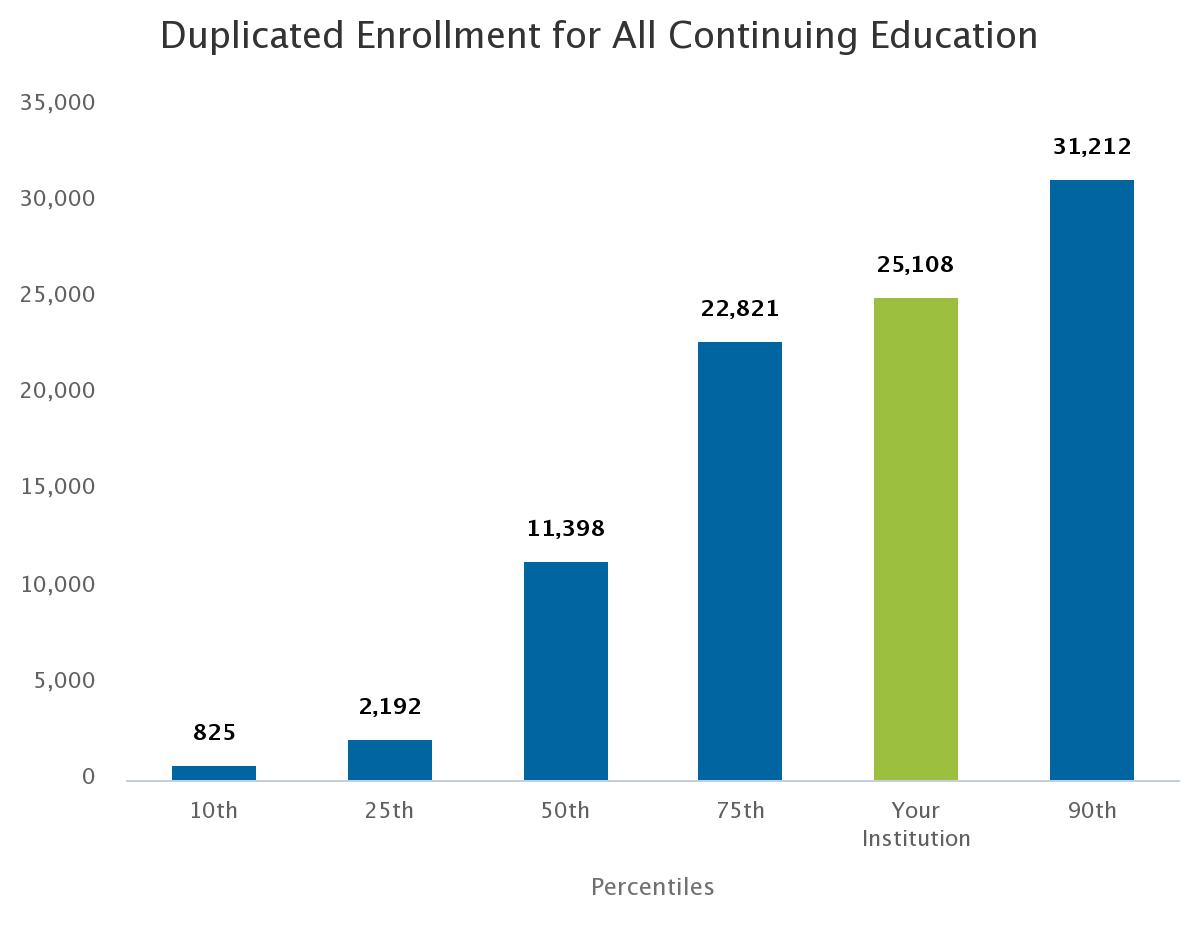 Duplicated Enrollment for All Continuing Education
35,000
30,000
25,000
20,000
15,000
10,000
5,000
0
825
2,192
11,398
22,821
25,108
31,212
10th
25th
50th
75th
Your
Institution
90th
Percentiles